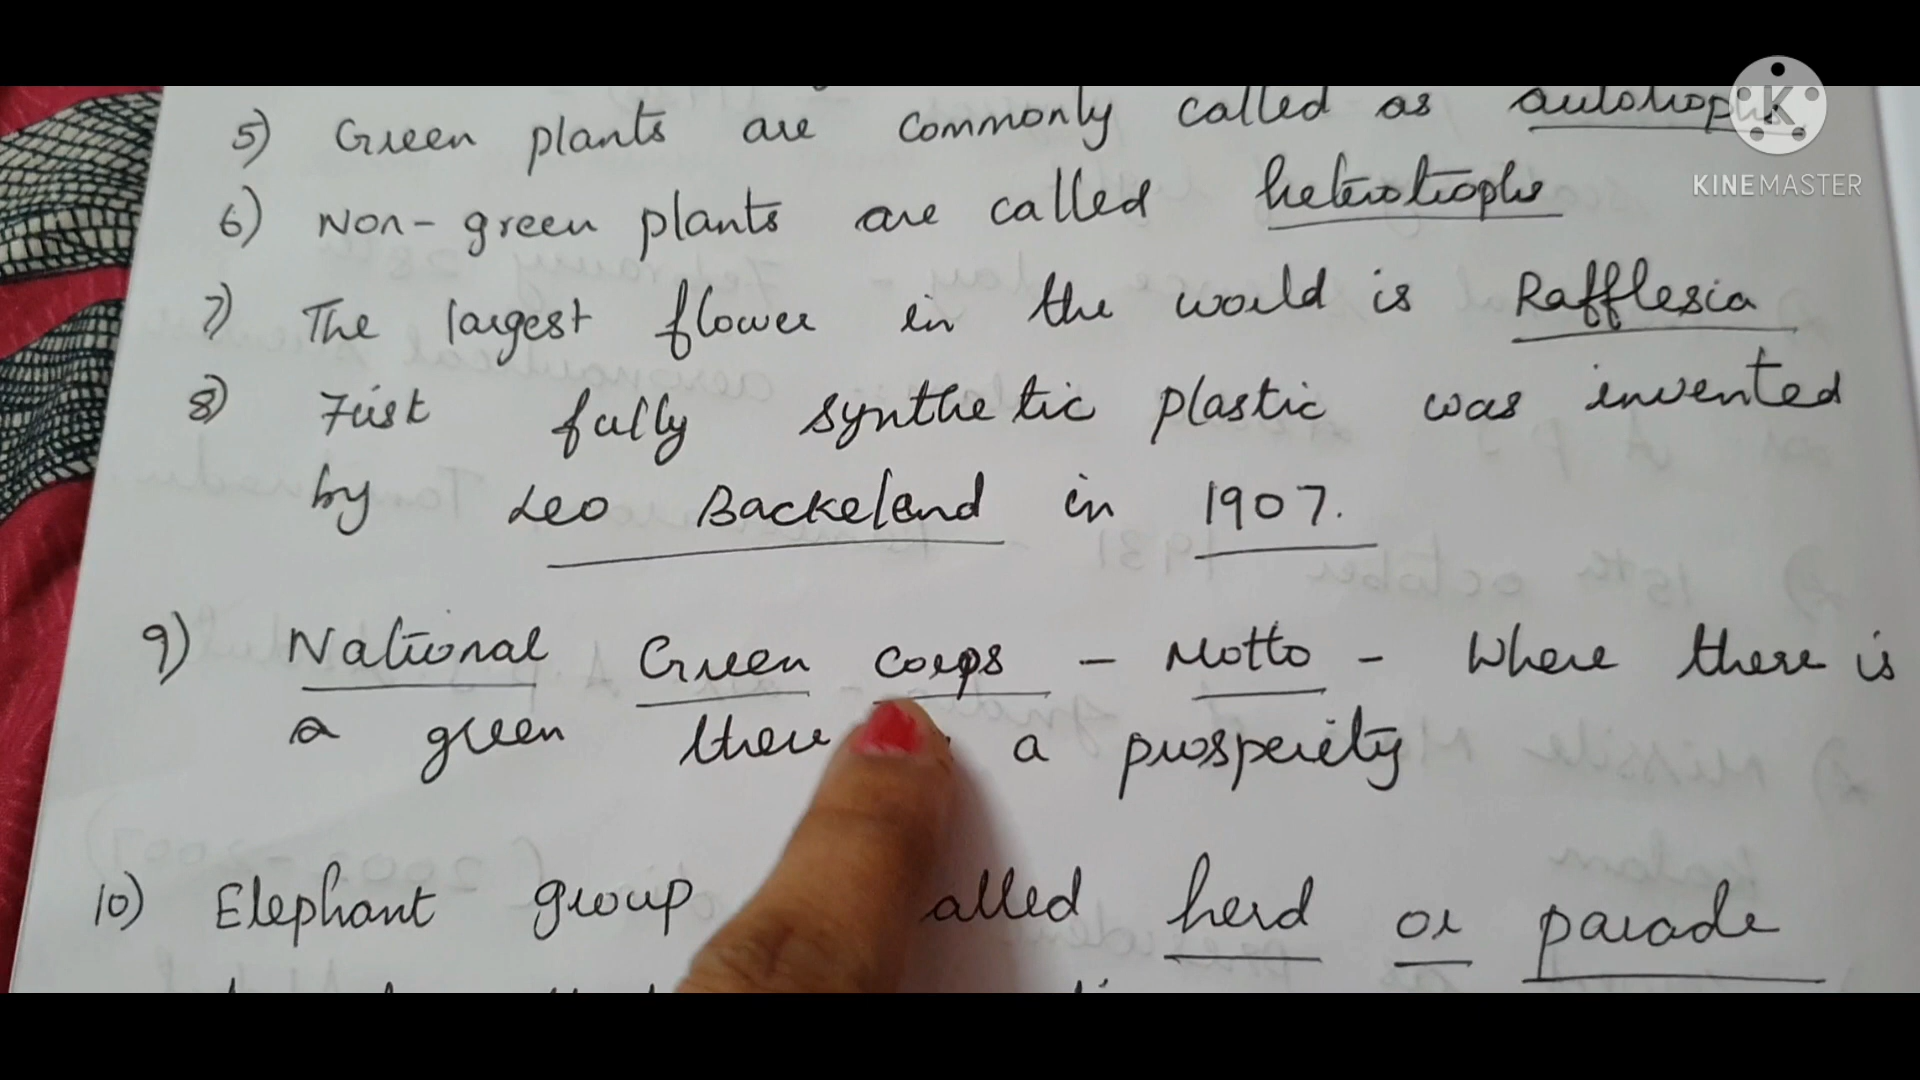 5) Green plants are commonly called as
6) Non-green plants are called heterotrophs
7) The largest flower in the world is Rafflesia
8) First fully synthetic plastic was invented
by Leo Backeland in 1907.
9) National Green Corps - Motto - Where there is
a green there a prosperity
10) Elephant group alled herd or parade
KINEMASTER